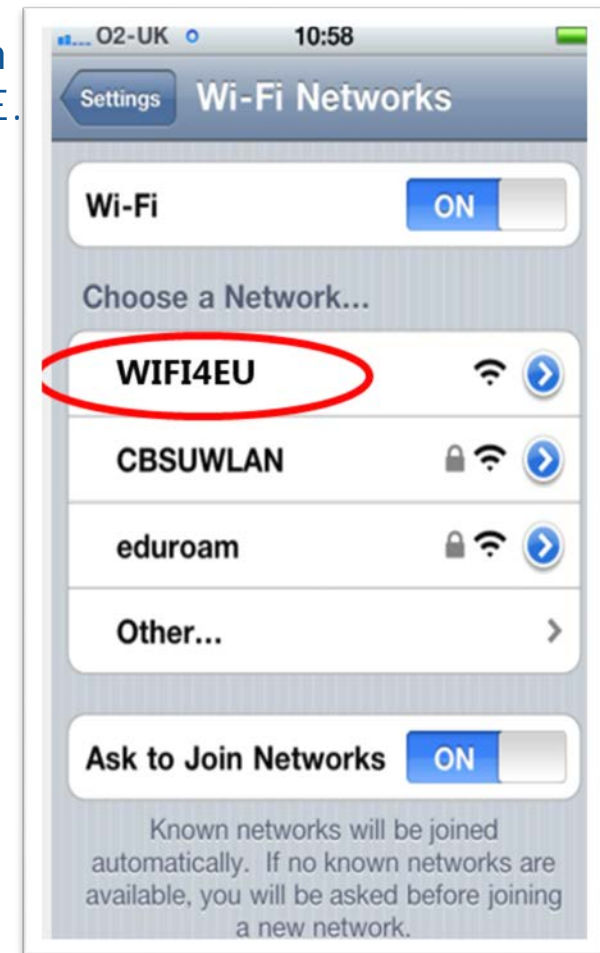 n
E.
O2-UK 10:58
Settings Wi-Fi Networks
Wi-Fi ON
Choose a Network...
WIFI4EU
CBSUWLAN
eduroam
Other...
Ask to Join Networks ON
Known networks will be joined
automatically. If no known networks are
available, you will be asked before joining
a new network.